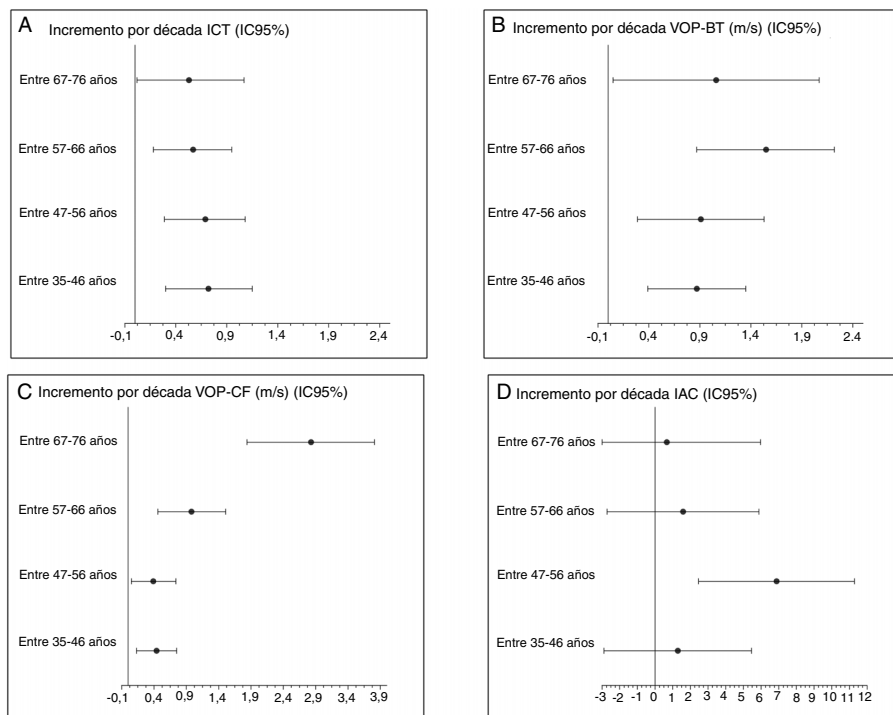 A Incremento por década ICT (IC95%)
Entre 67-76 años
Entre 57-66 años
Entre 47-56 años
Entre 35-46 años
-0,1 0,4 0,9 1,4 1,9 2,4
B Incremento por década VOP-BT (m/s) (IC95%)
Entre 67-76 años
Entre 57-66 años
Entre 47-56 años
Entre 35-46 años
-0,1 0,4 0,9 1,4 1,9 2,4
C Incremento por década VOP-CF (m/s) (IC95%)
Entre 67-76 años
Entre 57-66 años
Entre 47-56 años
Entre 35-46 años
-0,1 0,4 0,9 1,4 1,9 2,4 2,9 3,4 3,9
D Incremento por década IAC (IC95%)
Entre 67-76 años
Entre 57-66 años
Entre 47-56 años
Entre 35-46 años
-3 -2 -1 0 1 2 3 4 5 6 7 8 9 10 11 12